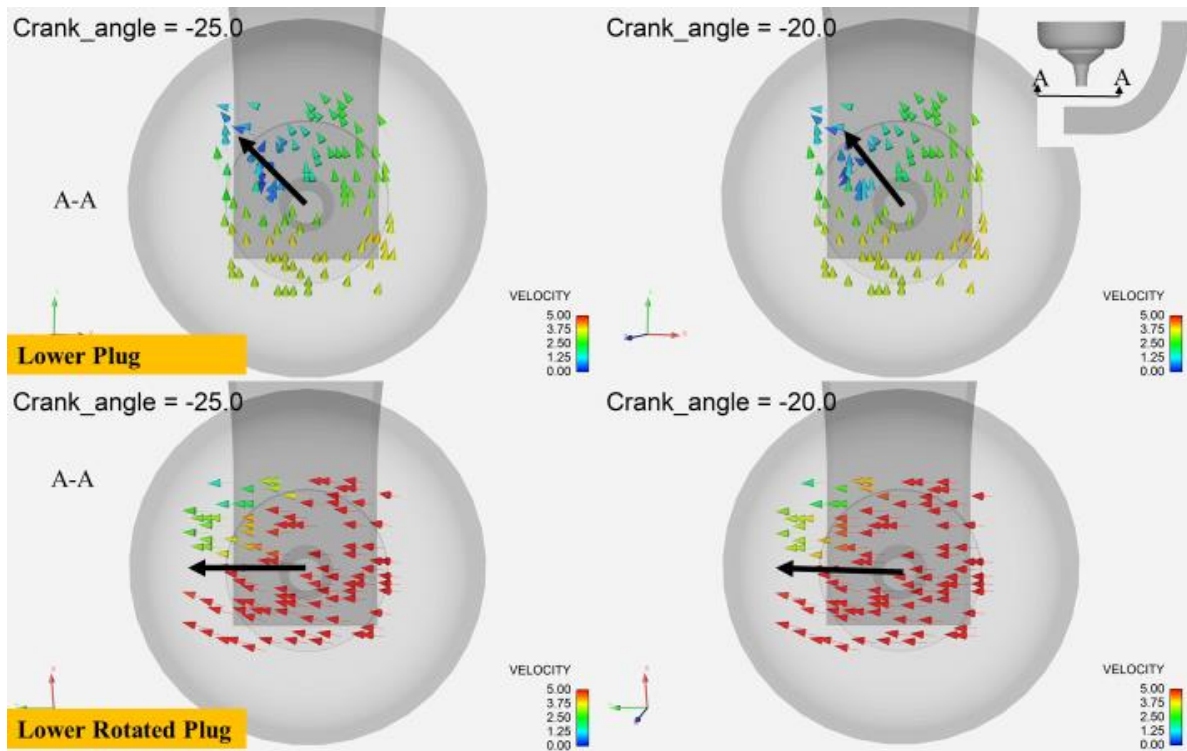 Crank_angle = -25.0
Crank_angle = -20.0
A A
A-A
VELOCITY
5.00
3.75
2.50
1.25
0.00
VELOCITY
5.00
3.75
2.50
1.25
0.00
Lower Plug
Crank_angle = -25.0
Crank_angle = -20.0
A-A
VELOCITY
5.00
3.75
2.50
1.25
0.00
VELOCITY
5.00
3.75
2.50
1.25
0.00
Lower Rotated Plug